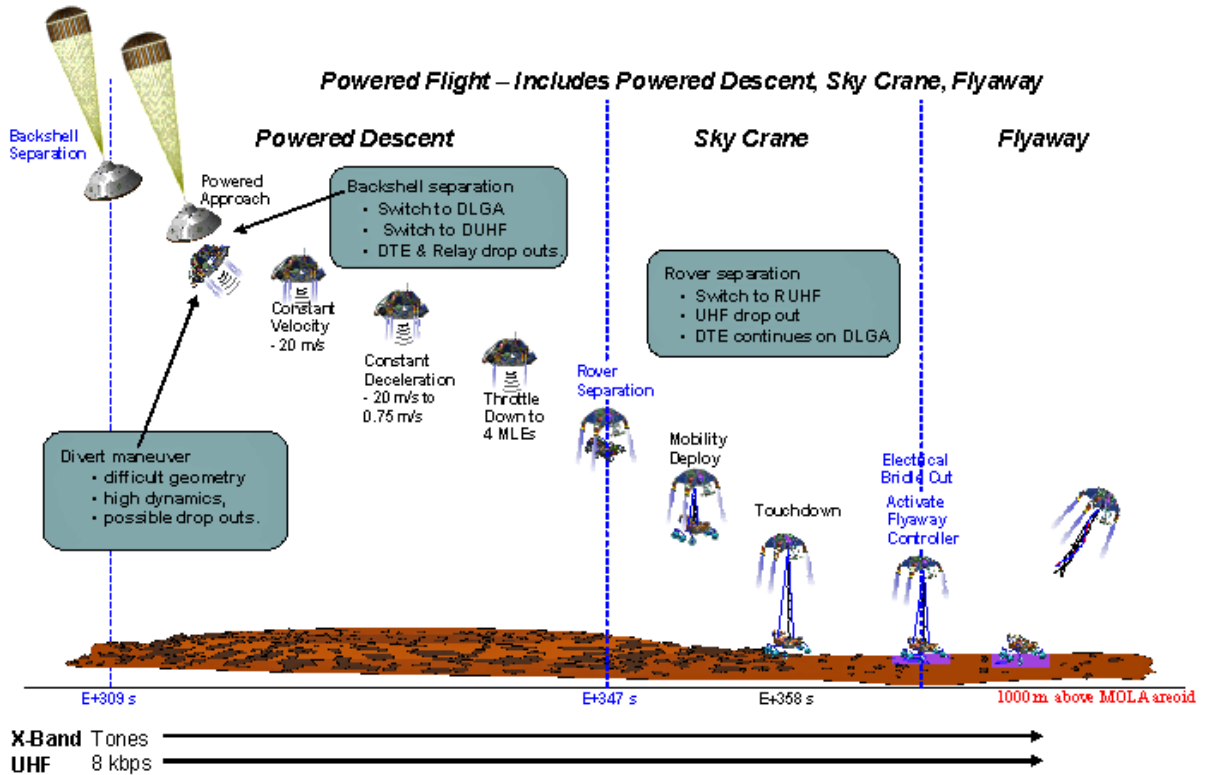 Powered Flight – Includes Powered Descent, Sky Crane, Flyaway
Backshell
Separation
Powered Descent
Sky Crane
Flyaway
Powered
Approach
Backshell separation
• Switch to DLGA
• Switch to DUHF
• DTE & Relay drop outs.
Rover separation
• Switch to RUHF
• UHF drop out
• DTE continues on DLGA
Constant
Velocity
- 20 m/s
Constant
Deceleration
- 20 m/s to
0.75 m/s
Throttle
Down to
4 MLEs
Rover
Separation
Divert maneuver
• difficult geometry
• high dynamics,
• possible drop outs.
Mobility
Deploy
Touchdown
Electrical
Bridle Cut
Activate
Flyaway
Controller
E+309 s
E+347 s
E+358 s
1000 m above MOLA areoid
X-Band Tones
UHF 8 kbps